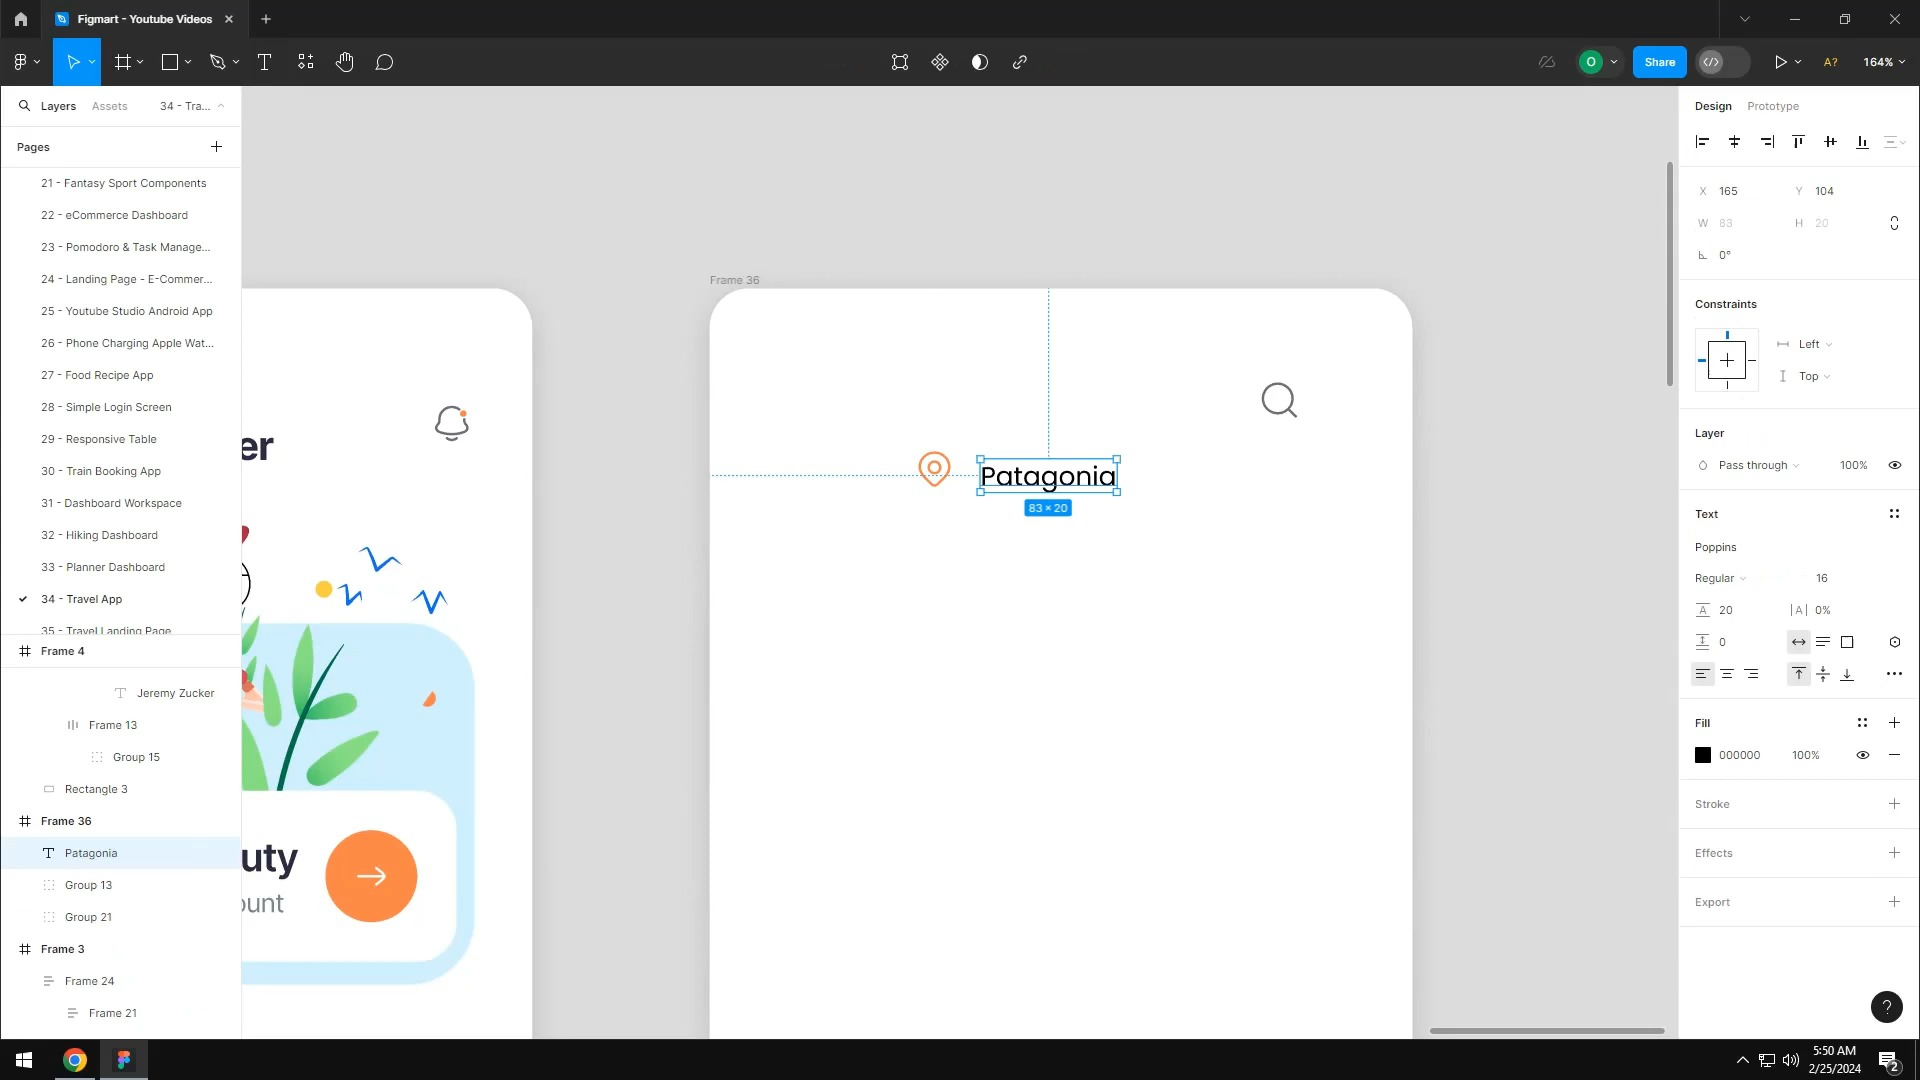 Figmart - Youtube Videos
Share
A?
164%
Layers
Assets
34 - Tra...
Pages
21 - Fantasy Sport Components
22 - eCommerce Dashboard
23 - Pomodoro & Task Manage...
24 - Landing Page - E-Commer...
25 - Youtube Studio Android App
26 - Phone Charging Apple Wat...
27 - Food Recipe App
28 - Simple Login Screen
29 - Responsive Table
30 - Train Booking App
31 - Dashboard Workspace
32 - Hiking Dashboard
33 - Planner Dashboard
34 - Travel App
35 - Travel Landing Page
Frame 4
Jeremy Zucker
Frame 13
Group 15
Rectangle 3
Frame 36
Patagonia
Group 13
Group 21
Frame 3
Frame 24
Frame 21
er
uty
ount
Frame 36
Patagonia
83 × 20
Design
Prototype
X 165
Y 104
W 83
H 20
0°
Constraints
Left
Top
Layer
Pass through
100%
Text
Poppins
Regular
16
20
|A| 0%
0
Fill
000000
100%
Stroke
Effects
Export
?
O
5:50 AM
2/25/2024
2